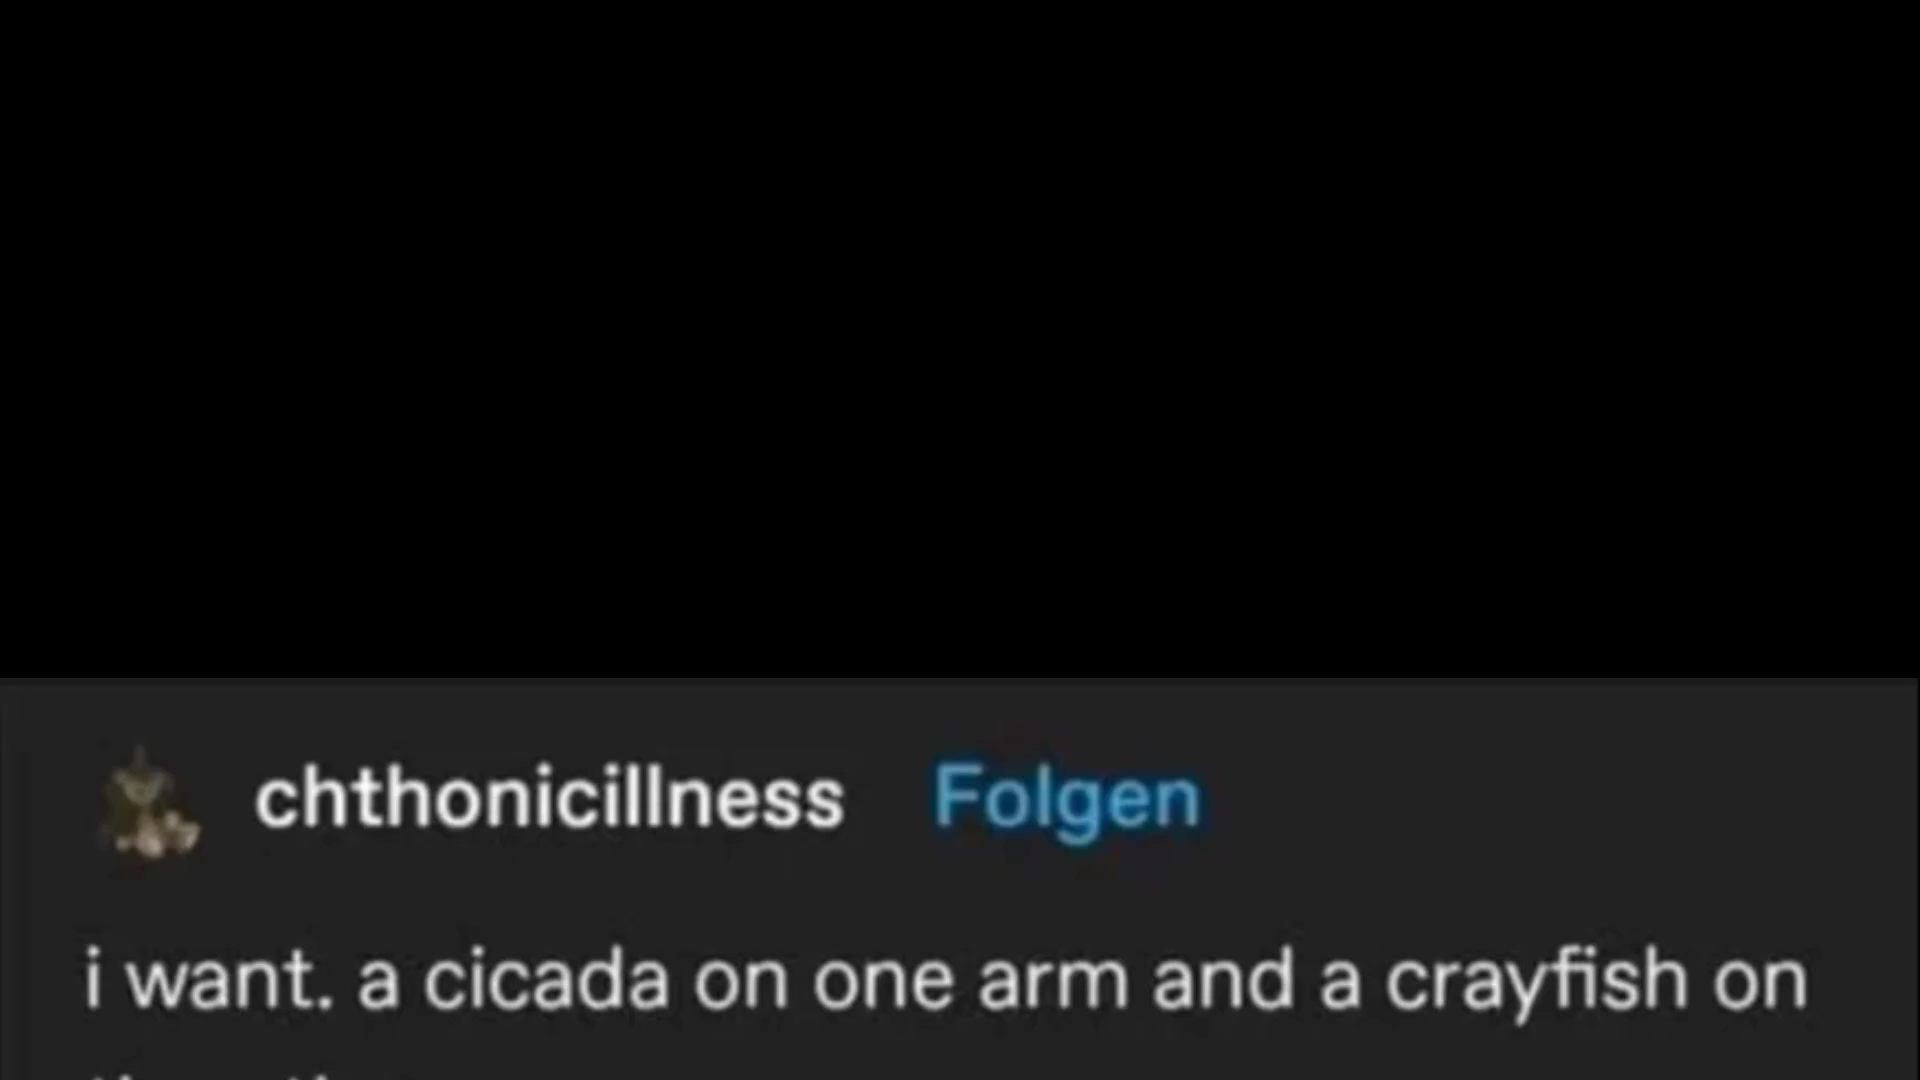 chthonicillness Folgen
i want. a cicada on one arm and a crayfish on